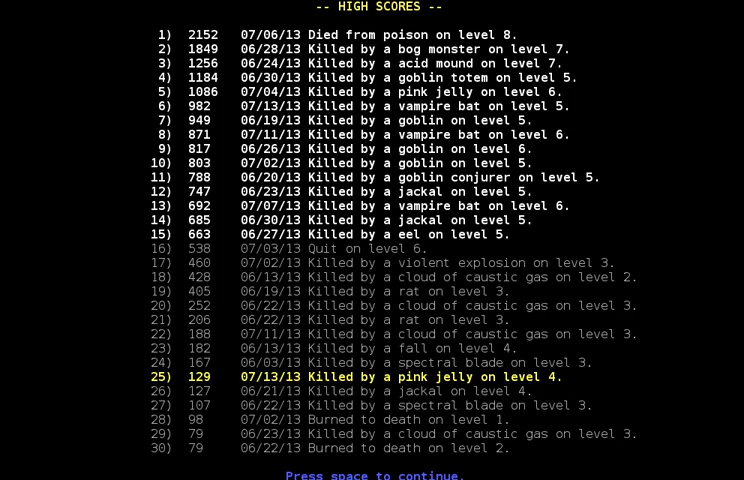 -- HIGH SCORES --
1) 2152 07/06/13 Died from poison on level 8.
2) 1849 06/28/13 Killed by a bog monster on level 7.
3) 1256 06/24/13 Killed by a acid mound on level 7.
4) 1184 06/30/13 Killed by a goblin totem on level 5.
5) 1086 07/04/13 Killed by a pink jelly on level 6.
6) 982 07/13/13 Killed by a vampire bat on level 5.
7) 949 06/19/13 Killed by a goblin on level 5.
8) 871 07/11/13 Killed by a vampire bat on level 6.
9) 817 06/26/13 Killed by a goblin on level 6.
10) 803 07/02/13 Killed by a goblin on level 5.
11) 788 06/20/13 Killed by a goblin conjurer on level 5.
12) 747 06/23/13 Killed by a jackal on level 5.
13) 692 07/07/13 Killed by a vampire bat on level 6.
14) 685 06/30/13 Killed by a jackal on level 5.
15) 663 06/27/13 Killed by a eel on level 5.
16) 538 07/03/13 Quit on level 6.
17) 460 07/02/13 Killed by a violent explosion on level 3.
18) 428 06/13/13 Killed by a cloud of caustic gas on level 2.
19) 405 06/19/13 Killed by a rat on level 3.
20) 252 06/22/13 Killed by a cloud of caustic gas on level 3.
21) 206 06/22/13 Killed by a rat on level 3.
22) 188 07/11/13 Killed by a cloud of caustic gas on level 3.
23) 182 06/13/13 Killed by a fall on level 4.
24) 167 06/03/13 Killed by a spectral blade on level 3.
25) 129 07/13/13 Killed by a pink jelly on level 4.
26) 127 06/21/13 Killed by a jackal on level 4.
27) 107 06/22/13 Killed by a spectral blade on level 3.
28) 98 07/02/13 Burned to death on level 1.
29) 79 06/23/13 Killed by a cloud of caustic gas on level 3.
30) 79 06/22/13 Burned to death on level 2.
Press space to continue.